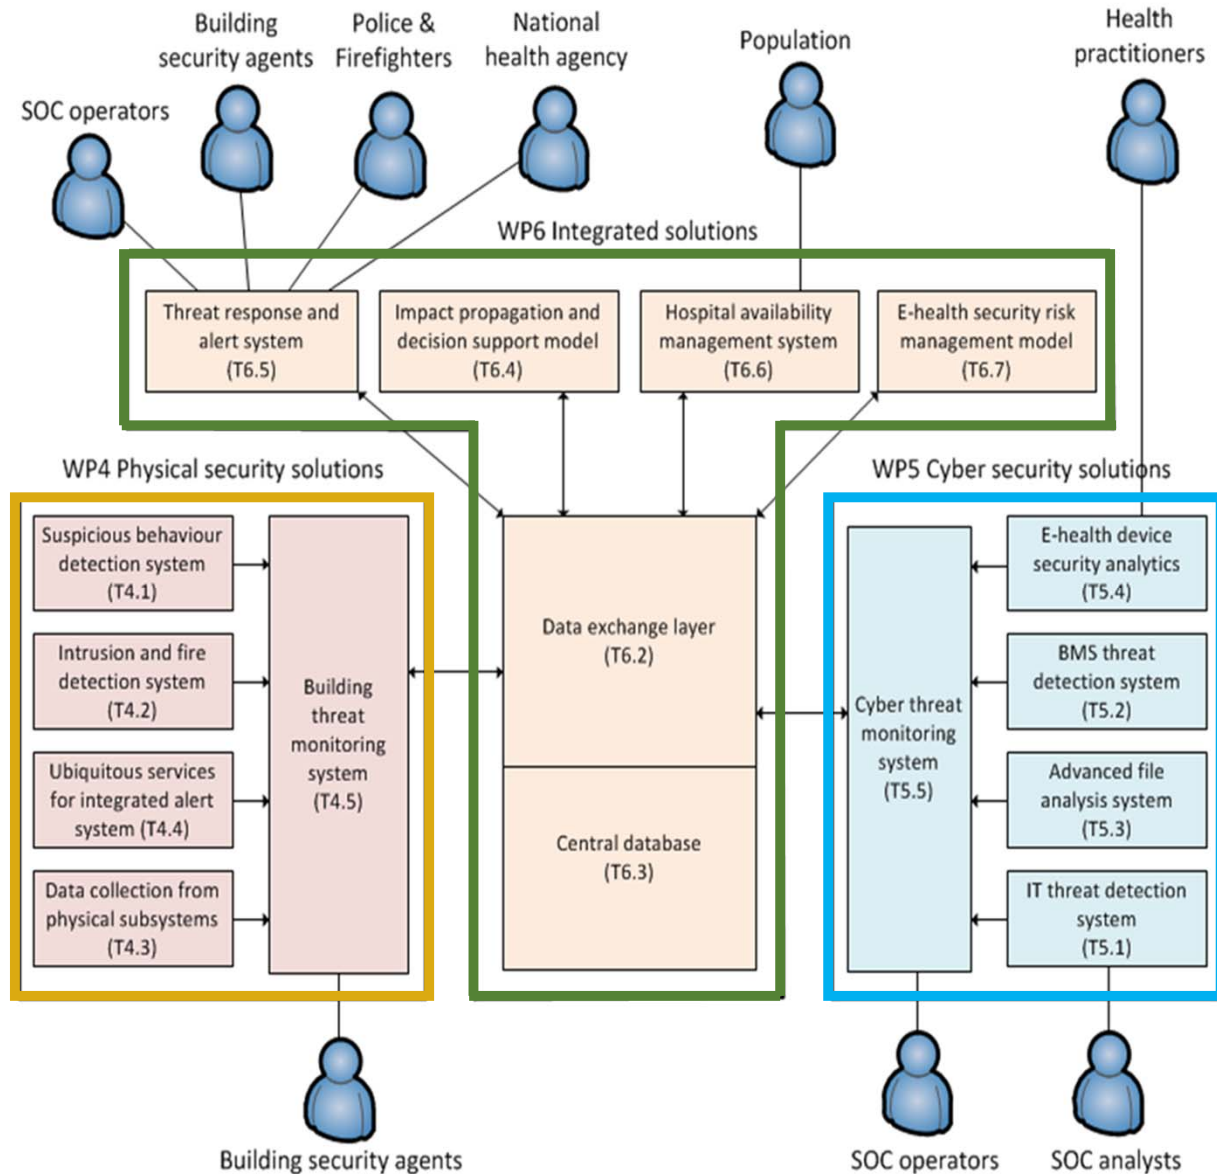 Building
security agents
Police &
Firefighters
National
health agency
Population
Health
practitioners
SOC operators
WP6 Integrated solutions
Threat response and
alert system
(T6.5)
Impact propagation and
decision support model
(T6.4)
Hospital availability
management system
(T6.6)
E-health security risk
management model
(T6.7)
WP4 Physical security solutions
WP5 Cyber security solutions
Suspicious behaviour
detection system
(T4.1)
Intrusion and fire
detection system
(T4.2)
Ubiquitous services
for integrated alert
system (T4.4)
Data collection from
physical subsystems
(T4.3)
Building
threat
monitoring
system
(T4.5)
Data exchange layer
(T6.2)
Central database
(T6.3)
Cyber threat
monitoring
system
(T5.5)
E-health device
security analytics
(T5.4)
BMS threat
detection system
(T5.2)
Advanced file
analysis system
(T5.3)
IT threat detection
system
(T5.1)
Building security agents
SOC operators
SOC analysts